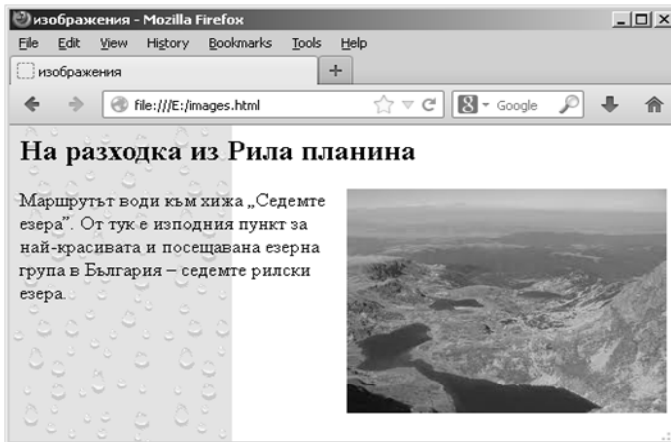 изображения - Mozilla Firefox
File Edit View History Bookmarks Tools Help
изображения
file:///E:/images.html
8 Google
На разходка из Рила планина
Маршрутът води към хижа „Седемте
езера”. От тук е изподния пункт за
най-красивата и посещавана езерна
група в България – седемте рилски
езера.